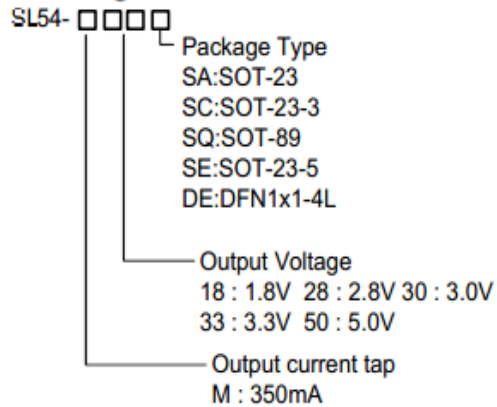 SL54- □□□□
Package Type
SA:SOT-23
SC:SOT-23-3
SQ:SOT-89
SE:SOT-23-5
DE:DFN1x1-4L
Output Voltage
18 : 1.8V 28 : 2.8V 30 : 3.0V
33 : 3.3V 50 : 5.0V
Output current tap
M : 350mA